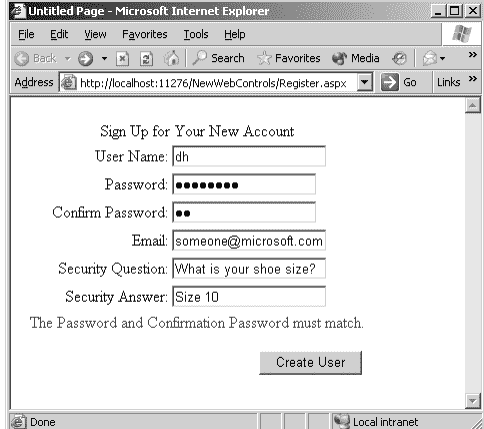 Untitled Page - Microsoft Internet Explorer
File Edit View Favorites Tools Help
Back Search Favorites Media »
Address http://localhost:11276/NewWebControls/Register.aspx Go Links »
Sign Up for Your New Account
User Name: dh
Password: ●●●●●●●●
Confirm Password: ●●
Email: someone@microsoft.com
Security Question: What is your shoe size?
Security Answer: Size 10
The Password and Confirmation Password must match.
Create User
Done Local intranet